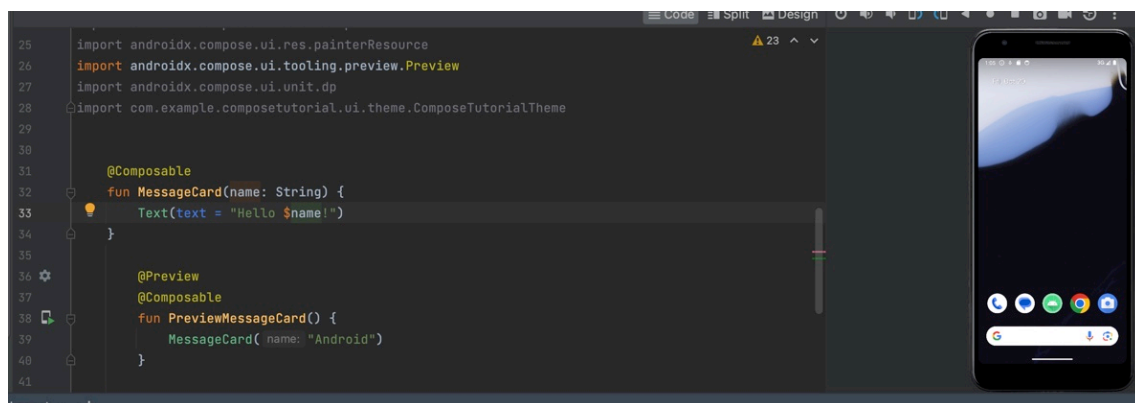 Code Split Design
25 import androidx.compose.ui.res.painterResource
23
26 import androidx.compose.ui.tooling.preview.Preview
27 import androidx.compose.ui.unit.dp
28 import com.example.composetutorial.ui.theme.ComposeTutorialTheme
29
30
31 @Composable
32 fun MessageCard(name: String) {
33 Text(text = "Hello $name!")
34 }
35
36 @Preview
37 @Composable
38 fun PreviewMessageCard() {
39 MessageCard( name: "Android")
40 }
41